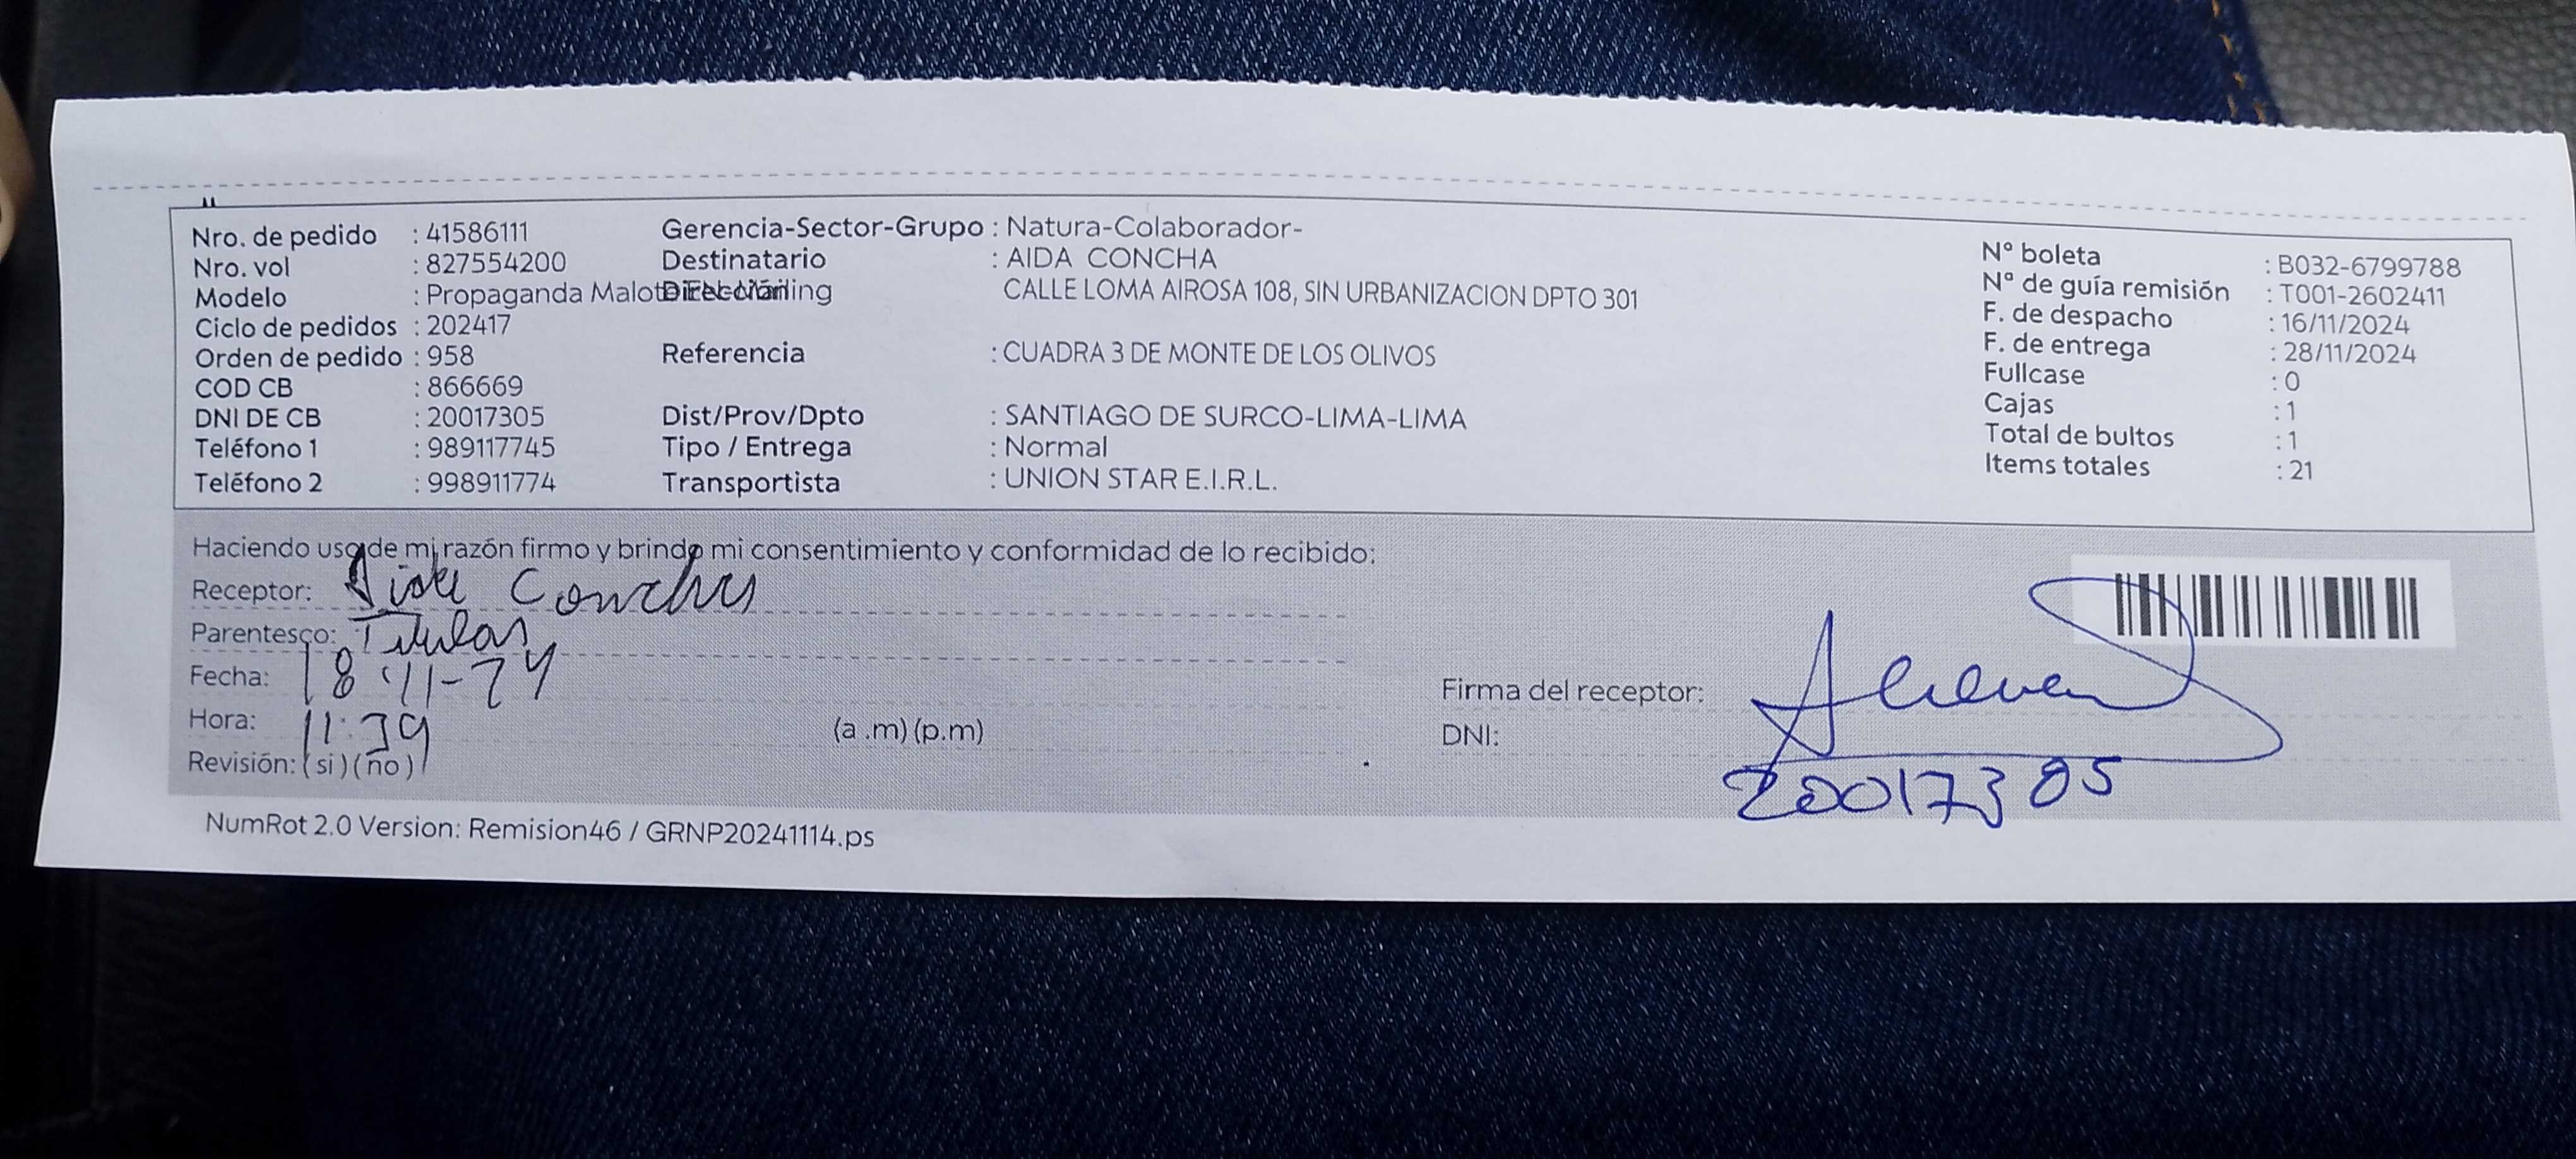 Nro. de pedido : 41586111 Gerencia-Sector-Grupo : Natura-Colaborador- Nº boleta : B032-6799788
Nro. vol : 827554200 Destinatario : AIDA CONCHA Nª de guía remisión : T001-2602411
Modelo : Propaganda CALLE LOMA AIROSA 108, SIN URBANIZACION DPTO 301 F. de despacho : 16/11/2024
Ciclo de pedidos : 202417 F. de entrega : 28/11/2024
Orden de pedido : 958 Referencia : CUADRA 3 DE MONTE DE LOS OLIVOS Fullcase : 0
COD CB : 866669 Cajas : 1
DNI DE CB : 20017305 Dist/Prov/Dpto : SANTIAGO DE SURCO-LIMA-LIMA Total de bultos : 1
Teléfono 1 : 989117745 Tipo / Entrega : Normal Items totales : 21
Teléfono 2 : 998911774 Transportista : UNION STAR E.I.R.L.
Haciendo uso de mi razón firmo y brindo mi consentimiento y conformidad de lo recibido:
Receptor: Aida Concha
Parentesco: Titular
Fecha: 18-11-24
Firma del receptor:
Hora: 11:39 (a .m) (p.m)
DNI: 20017305
Revisión: ( si ) ( no )
NumRot 2.0 Version: Remision46 / GRNP20241114.ps